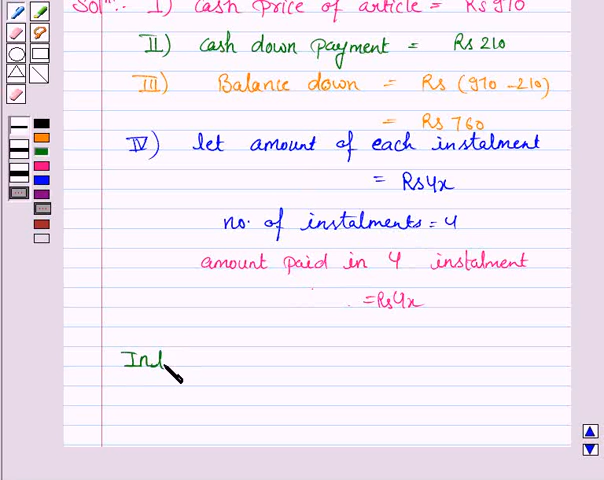 Solⁿ:- I) Cash Price of article = Rs 970
II) Cash down payment = Rs 210
III) Balance down = Rs (970 - 210)
= Rs 760
IV) let amount of each instalment
= Rs 4x
no. of instalments = 4
amount paid in 4 instalment
= Rs 4x
Int